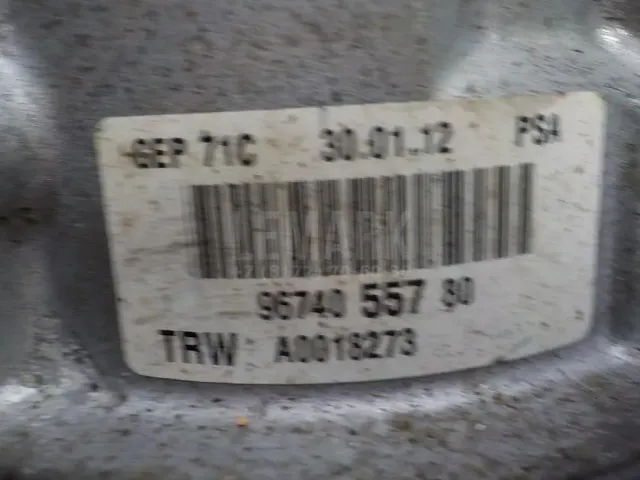 GEP 71C 30.01.12 PSA
96740 557 80
TRW A0018273